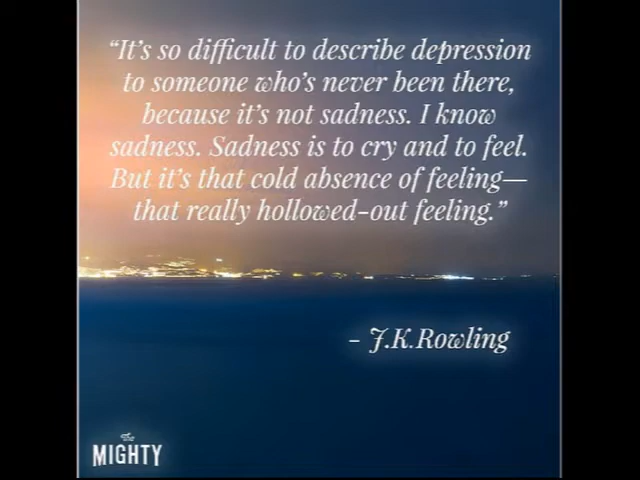 “It’s so difficult to describe depression
to someone who’s never been there,
because it’s not sadness. I know
sadness. Sadness is to cry and to feel.
But it’s that cold absence of feeling—
that really hollowed-out feeling.”
- J.K.Rowling
The
MIGHTY